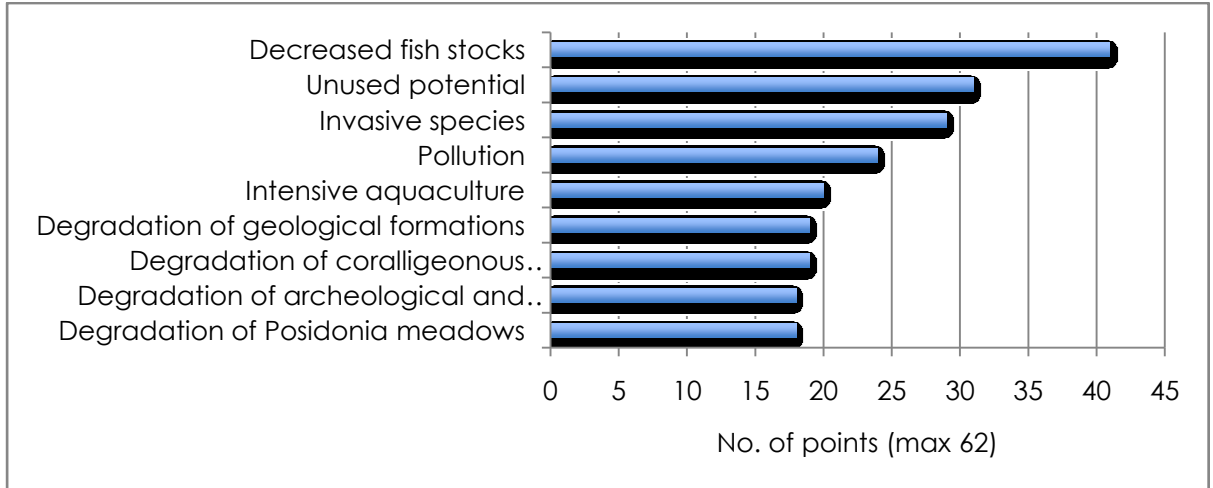 Decreased fish stocks
Unused potential
Invasive species
Pollution
Intensive aquaculture
Degradation of geological formations
Degradation of coralligeonous..
Degradation of archeological and..
Degradation of Posidonia meadows
0 5 10 15 20 25 30 35 40 45
No. of points (max 62)